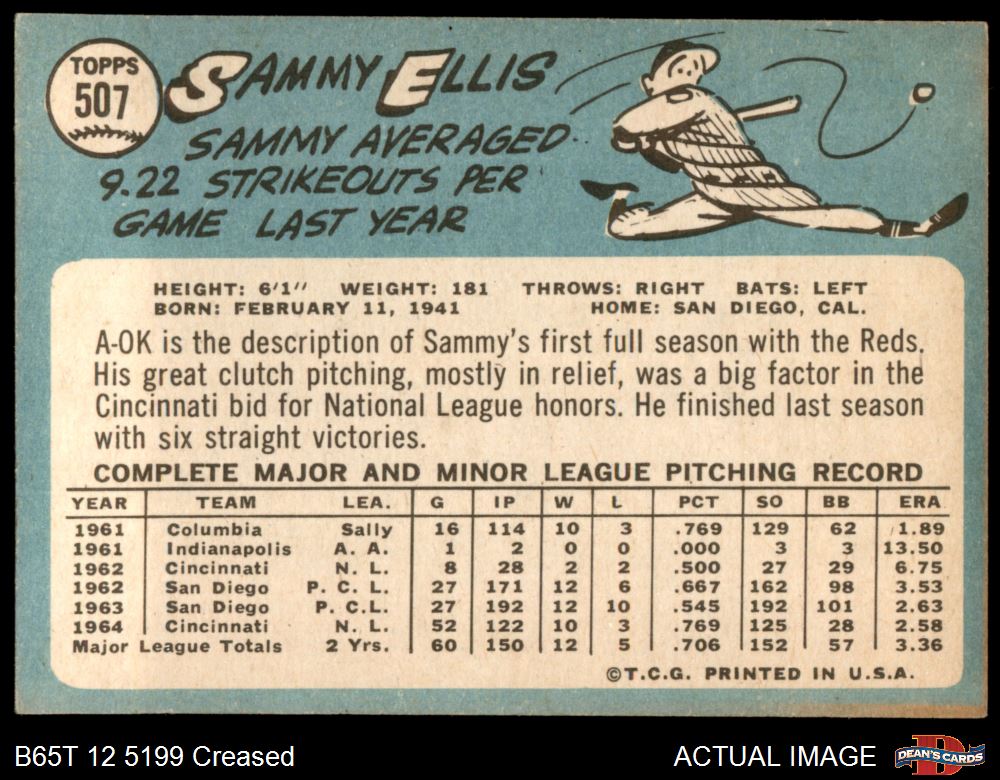 TOPPS
507
SAMMY ELLIS
SAMMY AVERAGED
9.22 STRIKEOUTS PER
GAME LAST YEAR
HEIGHT: 6'1" WEIGHT: 181 THROWS: RIGHT BATS: LEFT
BORN: FEBRUARY 11, 1941 HOME: SAN DIEGO, CAL.
A-OK is the description of Sammy's first full season with the Reds.
His great clutch pitching, mostly in relief, was a big factor in the
Cincinnati bid for National League honors. He finished last season
with six straight victories.
COMPLETE MAJOR AND MINOR LEAGUE PITCHING RECORD
YEAR TEAM LEA. G IP W L PCT SO BB ERA
1961 Columbia Sally 16 114 10 3 .769 129 62 1.89
1961 Indianapolis A. A. 1 2 0 0 .000 3 3 13.50
1962 Cincinnati N. L. 8 28 2 2 .500 27 29 6.75
1962 San Diego P. C. L. 27 171 12 6 .667 162 98 3.53
1963 San Diego P. C.L. 27 192 12 10 .545 192 101 2.63
1964 Cincinnati N. L. 52 122 10 3 .769 125 28 2.58
Major League Totals 2 Yrs. 60 150 12 5 .706 152 57 3.36
©T.C.G. PRINTED IN U.S.A.
B65T 12 5199 Creased
ACTUAL IMAGE
DEAN'S CARDS